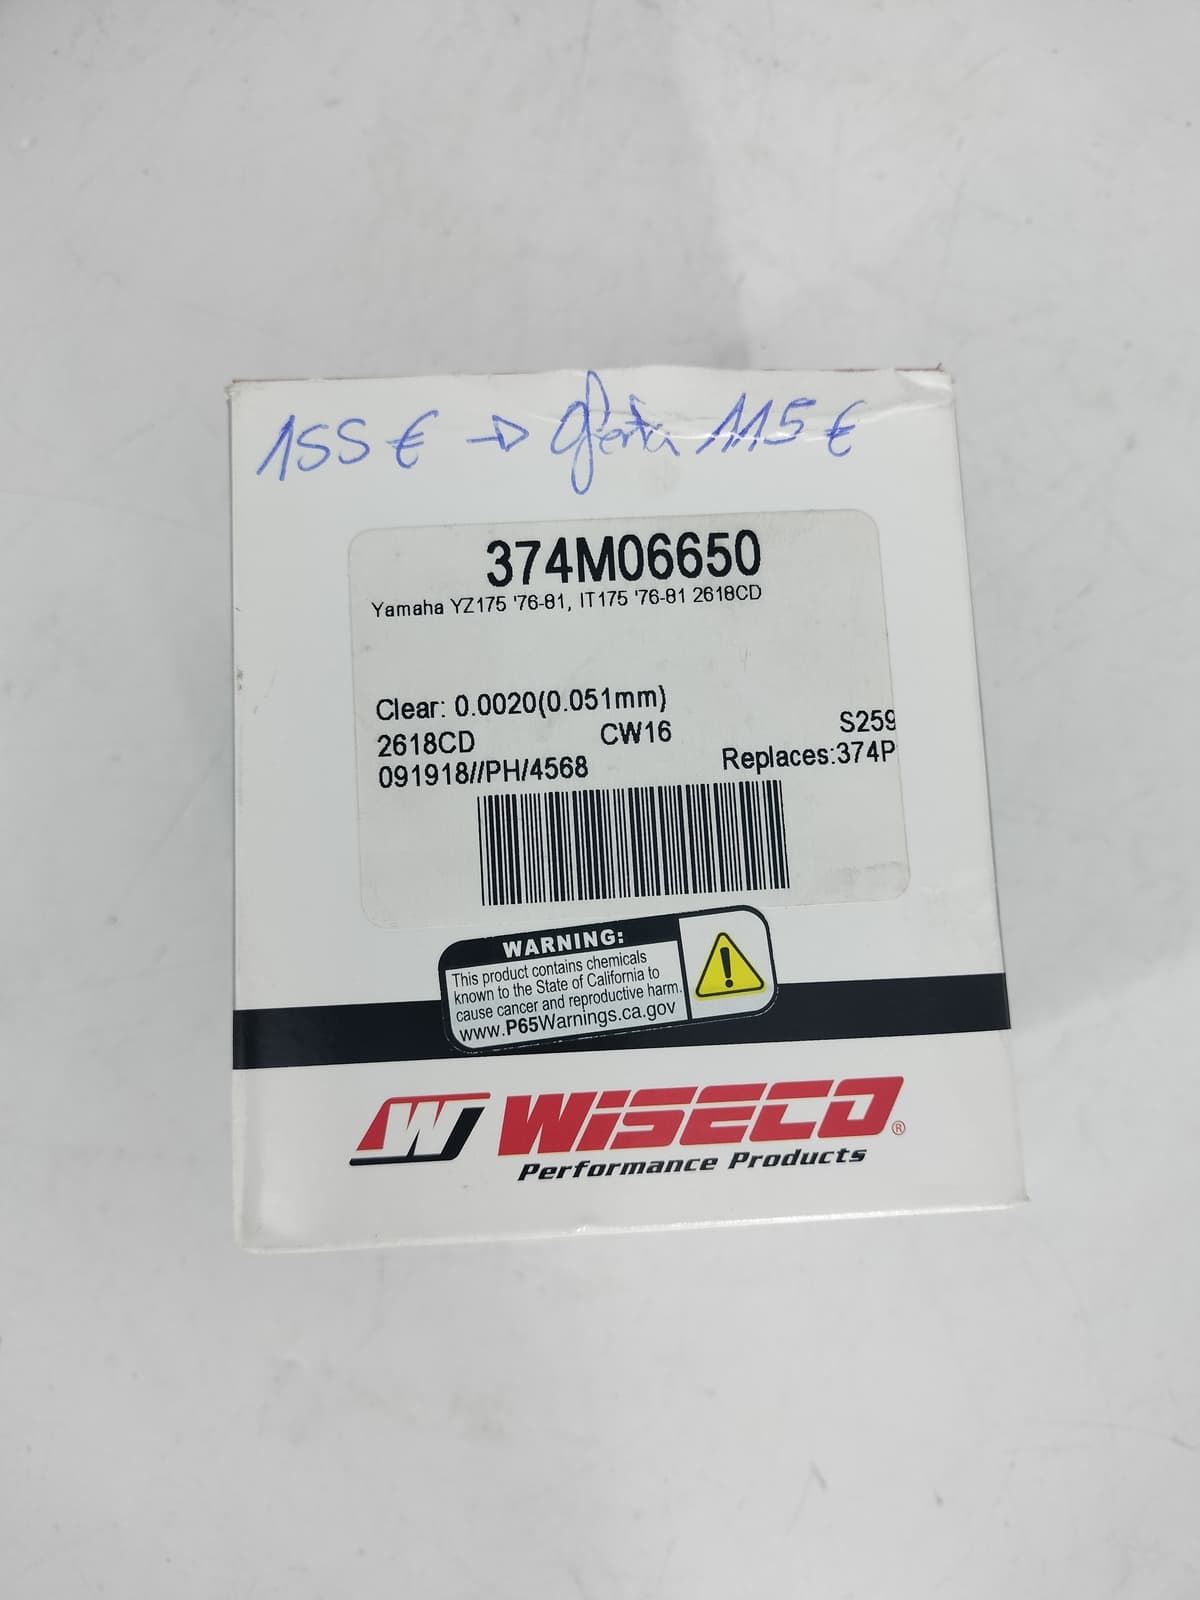 155 € → Oferta 115 €
374M06650
Yamaha YZ175 '76-81, IT175 '76-81 2618CD
Clear: 0.0020(0.051mm)
2618CD CW16 S259
091918//PH/4568 Replaces:374P
WARNING:
This product contains chemicals
known to the State of California to
cause cancer and reproductive harm.
www.P65Warnings.ca.gov
W WISECO®
Performance Products